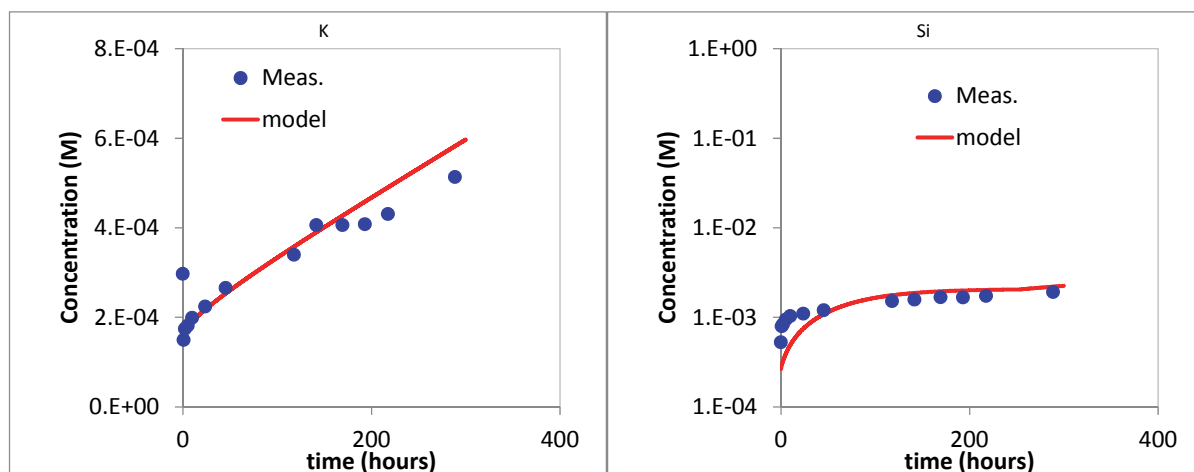 K
8.E-04
6.E-04
4.E-04
2.E-04
0.E+00
Concentration (M)
Meas.
model
0
200
400
time (hours)
Si
1.E+00
1.E-01
1.E-02
1.E-03
1.E-04
Concentration (M)
Meas.
model
0
200
400
time (hours)